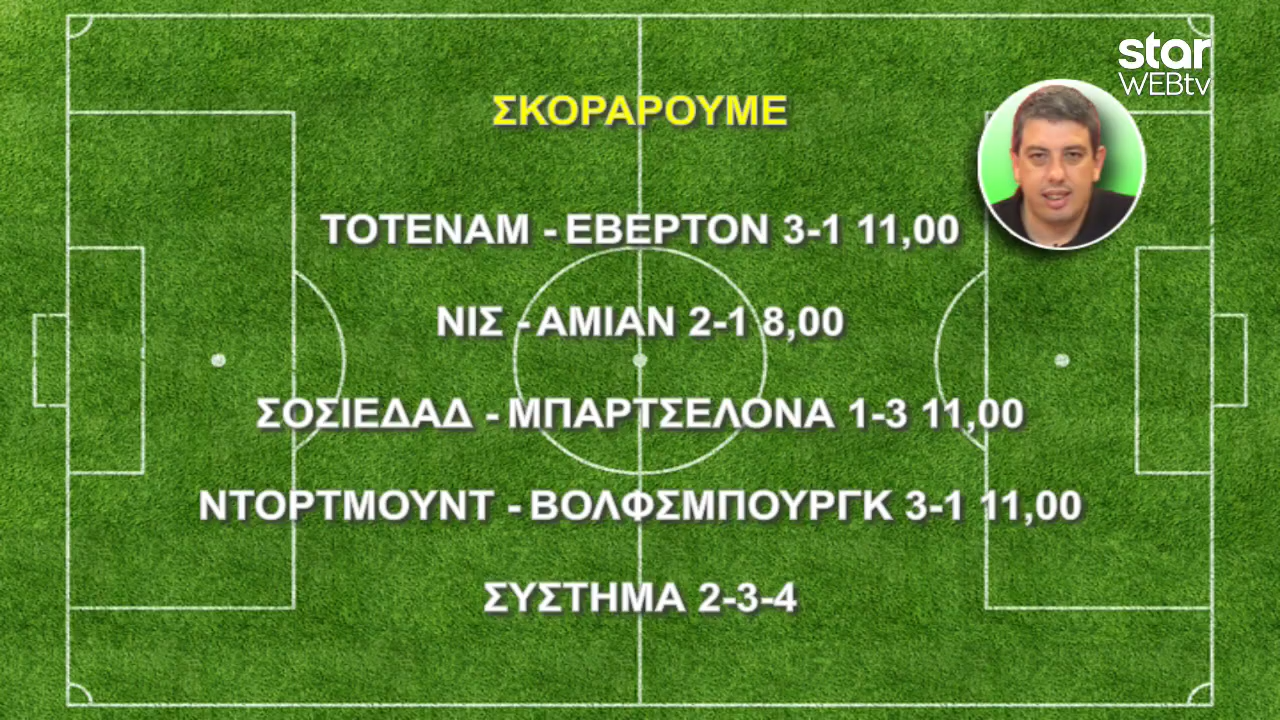 star
WEBtv
ΣΚΟΡΑΡΟΥΜΕ
ΤΟΤΕΝΑΜ - ΕΒΕΡΤΟΝ 3-1 11,00
ΝΙΣ - ΑΜΙΑΝ 2-1 8,00
ΣΟΣΙΕΔΑΔ - ΜΠΑΡΤΣΕΛΟΝΑ 1-3 11,00
ΝΤΟΡΤΜΟΥΝΤ - ΒΟΛΦΣΜΠΟΥΡΓΚ 3-1 11,00
ΣΥΣΤΗΜΑ 2-3-4